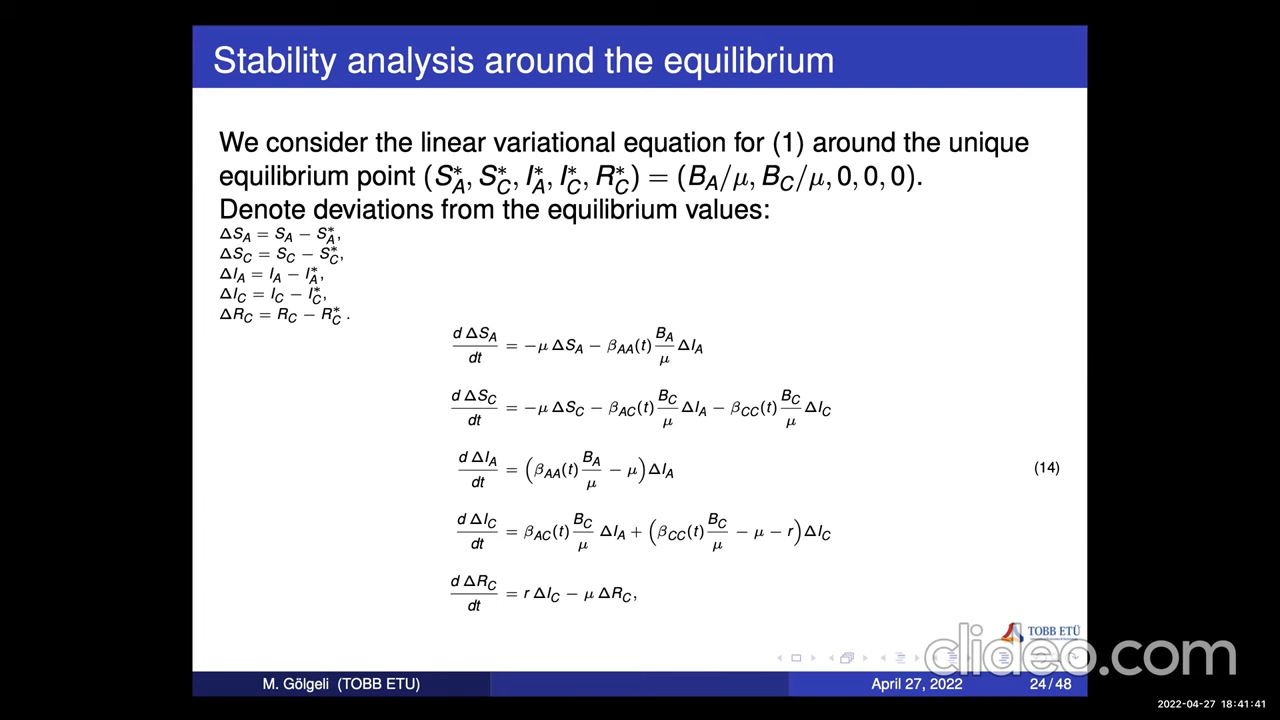 Stability analysis around the equilibrium
We consider the linear variational equation for (1) around the unique
equilibrium point (S*_A, S*_C, I*_A, I*_C, R*_C) = (B_A/μ, B_C/μ, 0, 0, 0).
Denote deviations from the equilibrium values:
ΔS_A = S_A − S*_A,
ΔS_C = S_C − S*_C,
ΔI_A = I_A − I*_A,
ΔI_C = I_C − I*_C,
ΔR_C = R_C − R*_C .
d ΔS_A/dt = −μ ΔS_A − β_AA(t) B_A/μ ΔI_A
d ΔS_C/dt = −μ ΔS_C − β_AC(t) B_C/μ ΔI_A − β_CC(t) B_C/μ ΔI_C
d ΔI_A/dt = (β_AA(t) B_A/μ − μ) ΔI_A (14)
d ΔI_C/dt = β_AC(t) B_C/μ ΔI_A + (β_CC(t) B_C/μ − μ − r) ΔI_C
d ΔR_C/dt = r ΔI_C − μ ΔR_C,
TOBB ETÜ
clideo.com
M. Gölgeli (TOBB ETU) April 27, 2022 24 / 48
2022-04-27 18:41:41